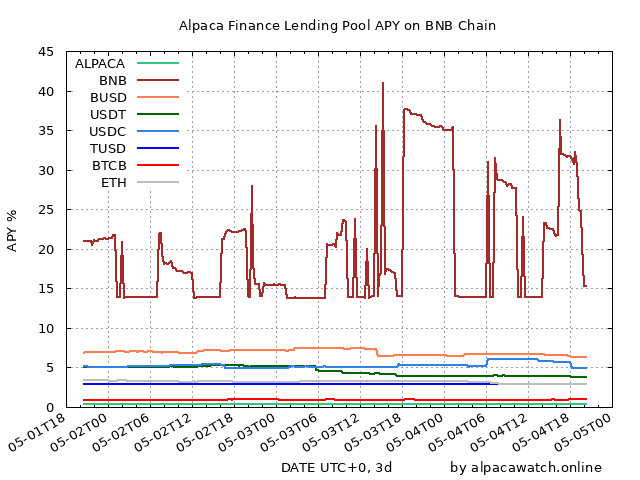 Alpaca Finance Lending Pool APY on BNB Chain
APY %
45
40
35
30
25
20
15
10
5
0
ALPACA
BNB
BUSD
USDT
USDC
TUSD
BTCB
ETH
05-01T18
05-02T00
05-02T06
05-02T12
05-02T18
05-03T00
05-03T06
05-03T12
05-03T18
05-04T00
05-04T06
05-04T12
05-04T18
05-05T00
DATE UTC+0, 3d
by alpacawatch.online